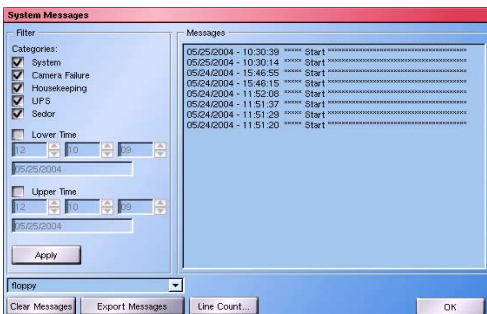 System Messages
Filter
Categories:
System
Camera Failure
Housekeeping
UPS
Sedor
Lower Time
12 10 09
05/25/2004
Upper Time
12 10 09
05/25/2004
Apply
Messages
05/25/2004 - 10:30:39 ***** Start ****************************************
05/25/2004 - 10:30:14 ***** Start ****************************************
05/24/2004 - 15:46:55 ***** Start ****************************************
05/24/2004 - 15:46:15 ***** Start ****************************************
05/24/2004 - 11:52:08 ***** Start ****************************************
05/24/2004 - 11:51:37 ***** Start ****************************************
05/24/2004 - 11:51:29 ***** Start ****************************************
05/24/2004 - 11:51:20 ***** Start ****************************************
floppy
Clear Messages Export Messages Line Count... OK